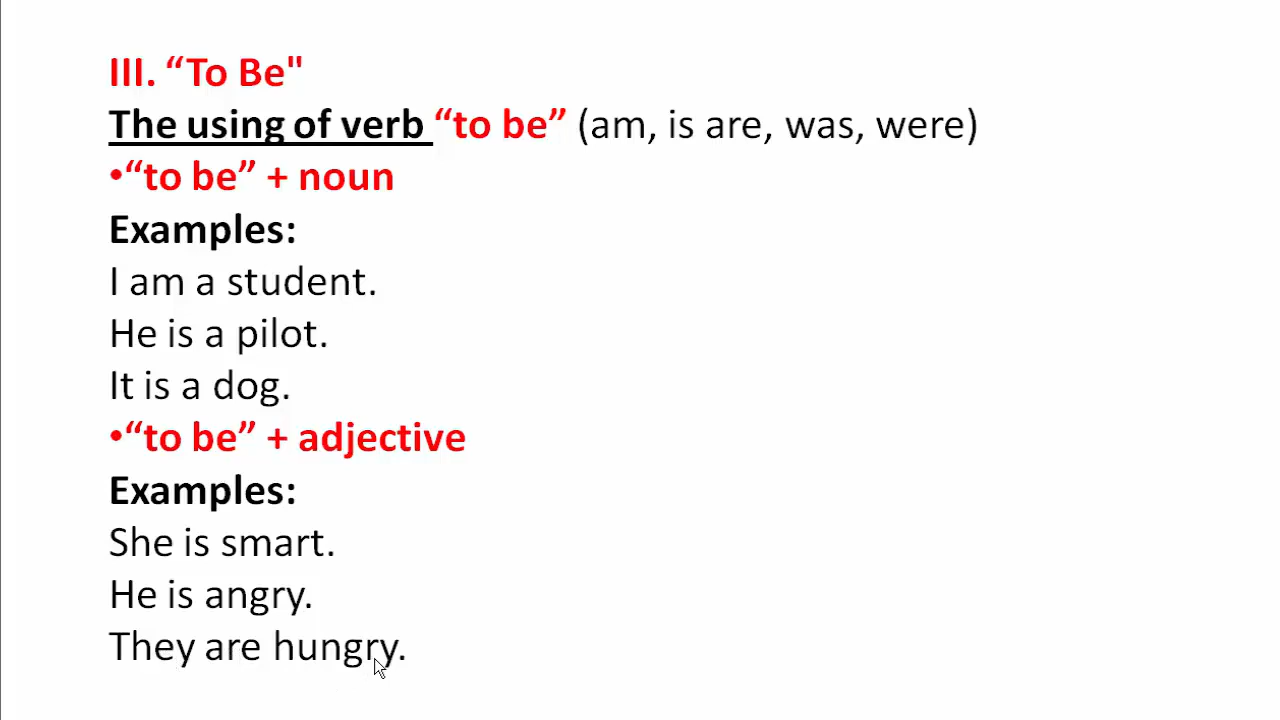 III. “To Be"
The using of verb “to be” (am, is are, was, were)
•“to be” + noun
Examples:
I am a student.
He is a pilot.
It is a dog.
•“to be” + adjective
Examples:
She is smart.
He is angry.
They are hungry.